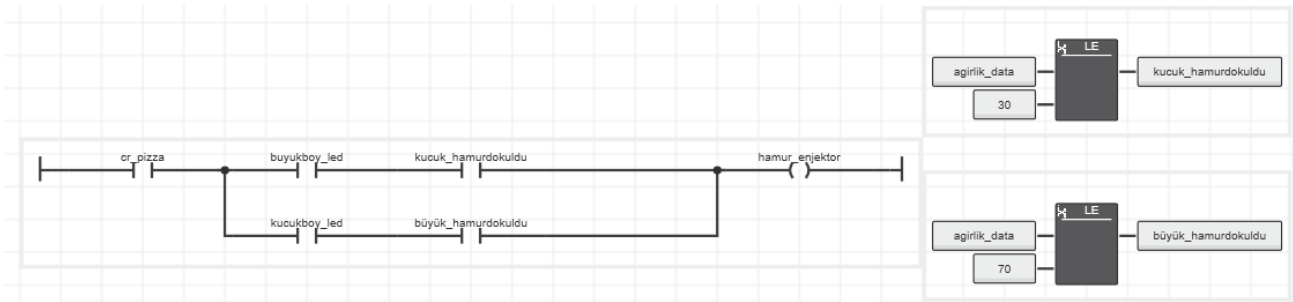 LE
agirlik_data
kucuk_hamurdokuldu
30
cr_pizza
buyukboy_led
kucuk_hamurdokuldu
hamur_enjektor
kucukboy_led
büyük_hamurdokuldu
LE
agirlik_data
büyük_hamurdokuldu
70